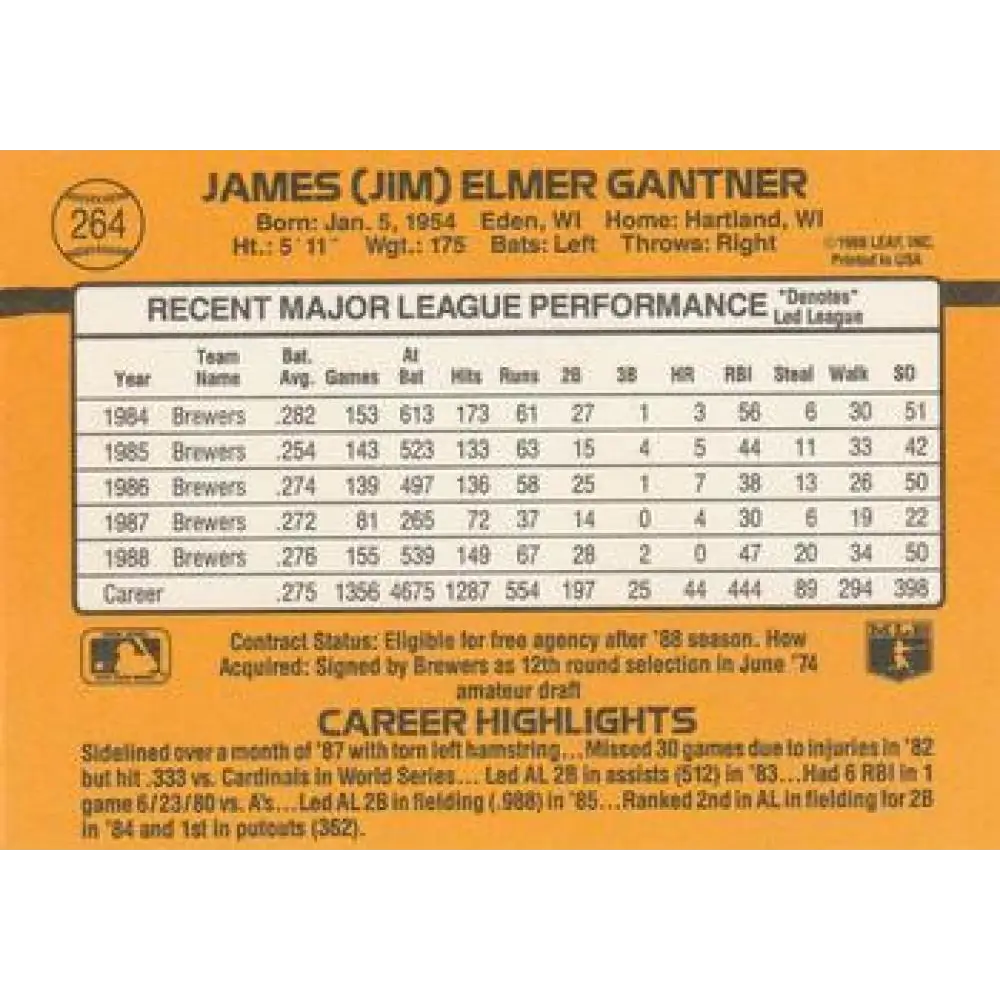 264
JAMES (JIM) ELMER GANTNER
Born: Jan. 5, 1954 Eden, WI Home: Hartland, WI
Ht.: 5' 11" Wgt.: 175 Bats: Left Throws: Right
©1988 LEAF, INC.
Printed in USA
RECENT MAJOR LEAGUE PERFORMANCE "Denotes" Led League
Year Team Name Bat. Avg. Games At Bat Hits Runs 2B 3B HR RBI Steal Walk SO
1984 Brewers .282 153 613 173 61 27 1 3 56 6 30 51
1985 Brewers .254 143 523 133 63 15 4 5 44 11 33 42
1986 Brewers .274 139 497 136 58 25 1 7 38 13 26 50
1987 Brewers .272 81 265 72 37 14 0 4 30 6 19 22
1988 Brewers .276 155 539 149 67 28 2 0 47 20 34 50
Career .275 1356 4675 1287 554 197 25 44 444 89 294 398
Contract Status: Eligible for free agency after '88 season. How
Acquired: Signed by Brewers as 12th round selection in June '74
amateur draft
CAREER HIGHLIGHTS
Sidelined over a month of '87 with torn left hamstring...Missed 30 games due to injuries in '82
but hit .333 vs. Cardinals in World Series... Led AL 2B in assists (512) in '83...Had 6 RBI in 1
game 6/23/80 vs. A's...Led AL 2B in fielding (.988) in '85...Ranked 2nd in AL in fielding for 2B
in '84 and 1st in putouts (362).